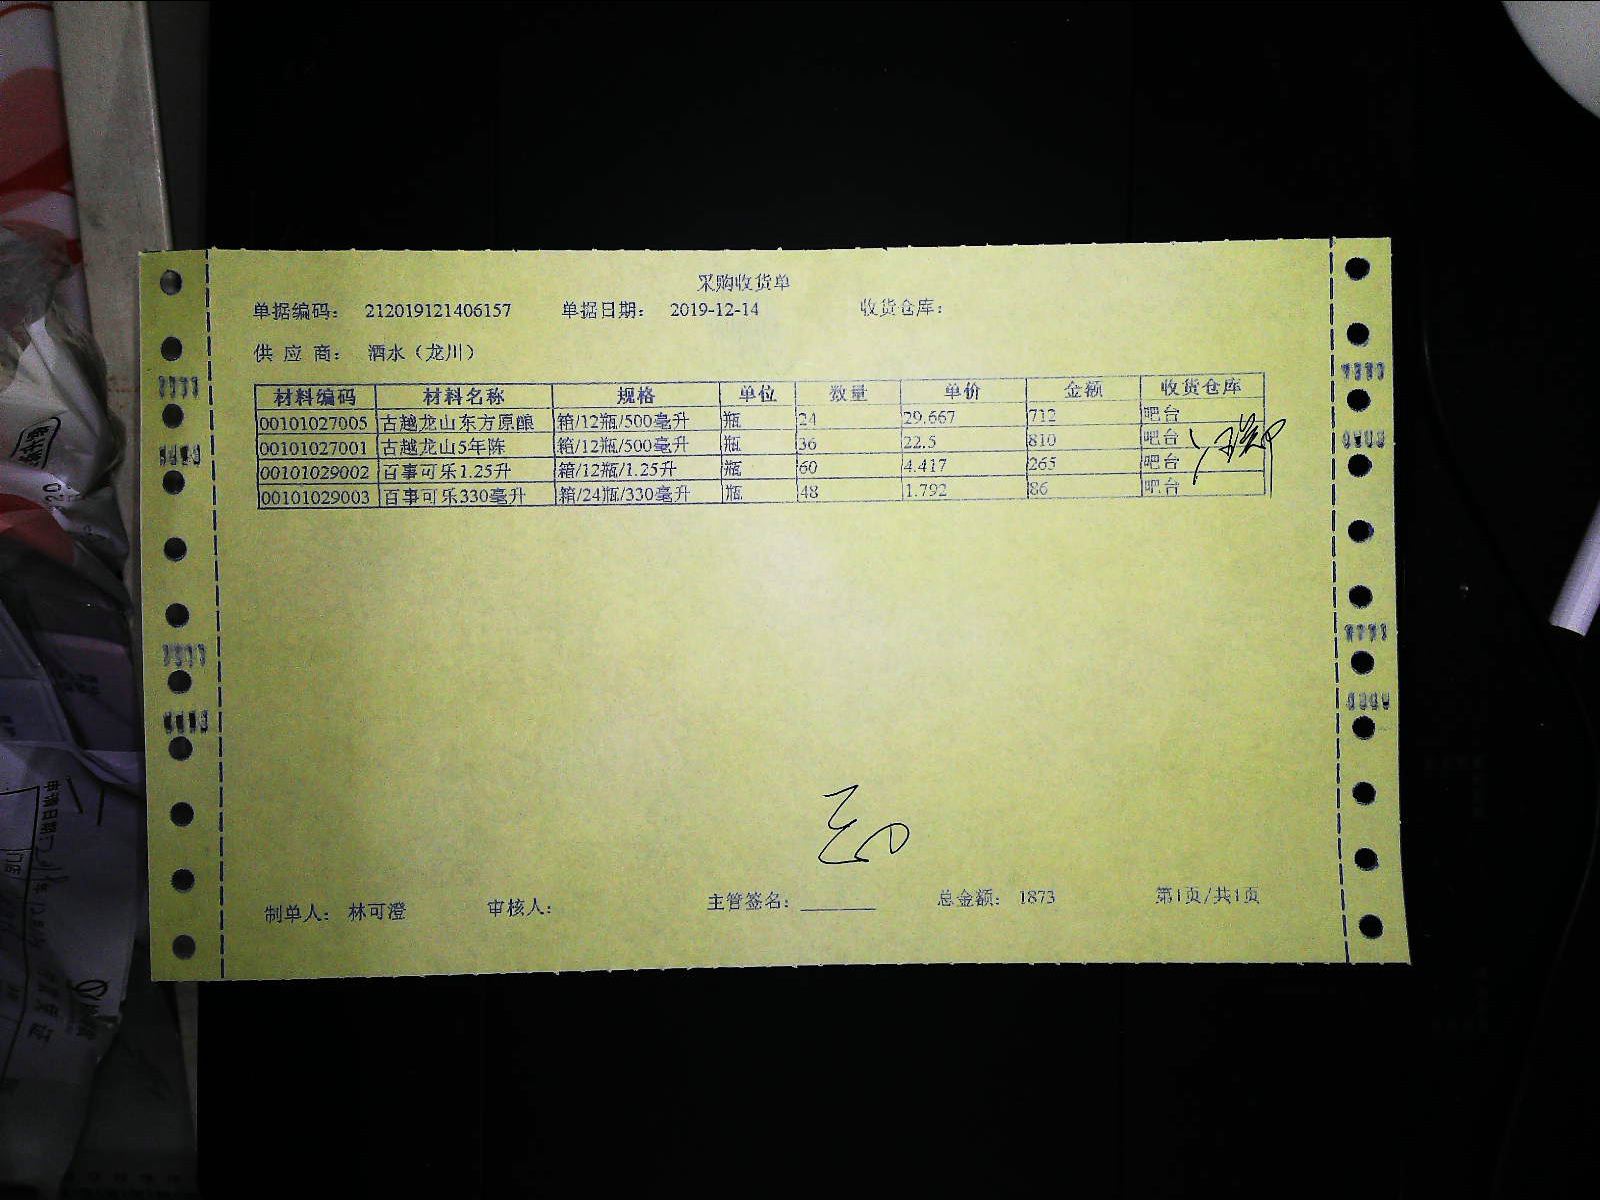 采购收货单
单据编码： 212019121406157 单据日期： 2019-12-14 收货仓库：
供 应 商： 酒水（龙川）
材料编码 材料名称 规格 单位 数量 单价 金额 收货仓库
00101027005 古越龙山东方原酿 箱/12瓶/500毫升 瓶 24 29.667 712 吧台
00101027001 古越龙山5年陈 箱/12瓶/500毫升 瓶 36 22.5 810 吧台
00101029002 百事可乐1.25升 箱/12瓶/1.25升 瓶 60 4.417 265 吧台
00101029003 百事可乐330毫升 箱/24瓶/330毫升 瓶 48 1.792 86 吧台
制单人： 林可澄 审核人： 主管签名： 总金额： 1873 第1页/共1页
申购日期